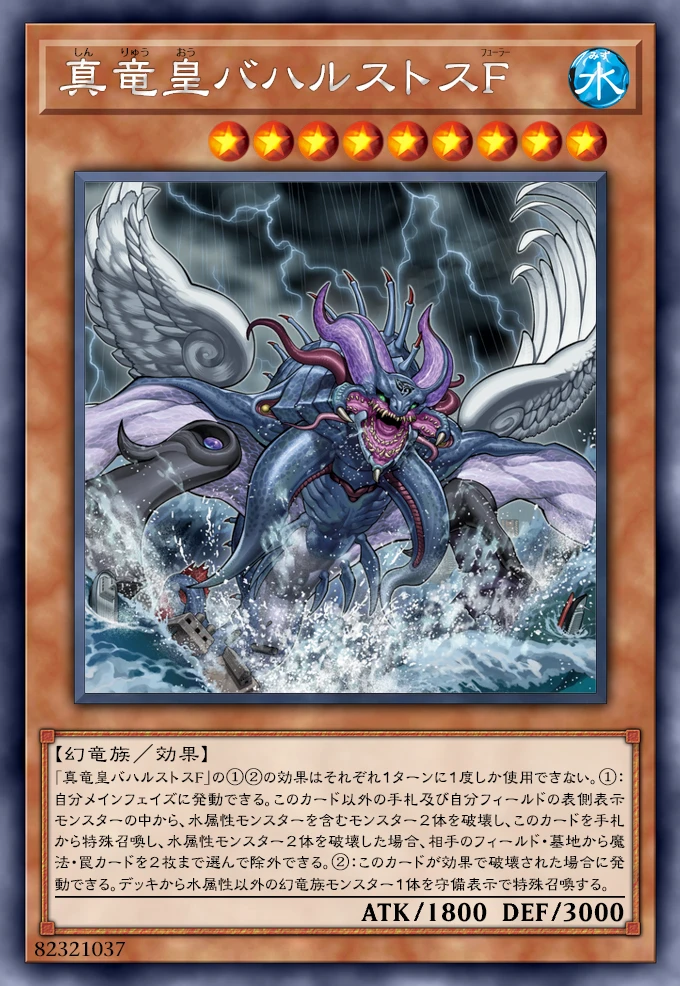 しん りゅう おう フューラー
真竜皇バハルストスF
みず
水
【幻竜族／効果】
「真竜皇バハルストスF」の①②の効果はそれぞれ1ターンに1度しか使用できない。①：
自分メインフェイズに発動できる。このカード以外の手札及び自分フィールドの表側表示
モンスターの中から、水属性モンスターを含むモンスター２体を破壊し、このカードを手札
から特殊召喚し、水属性モンスター２体を破壊した場合、相手のフィールド・墓地から魔
法・罠カードを２枚まで選んで除外できる。②：このカードが効果で破壊された場合に発
動できる。デッキから水属性以外の幻竜族モンスター1体を守備表示で特殊召喚する。
ATK/1800 DEF/3000
82321037